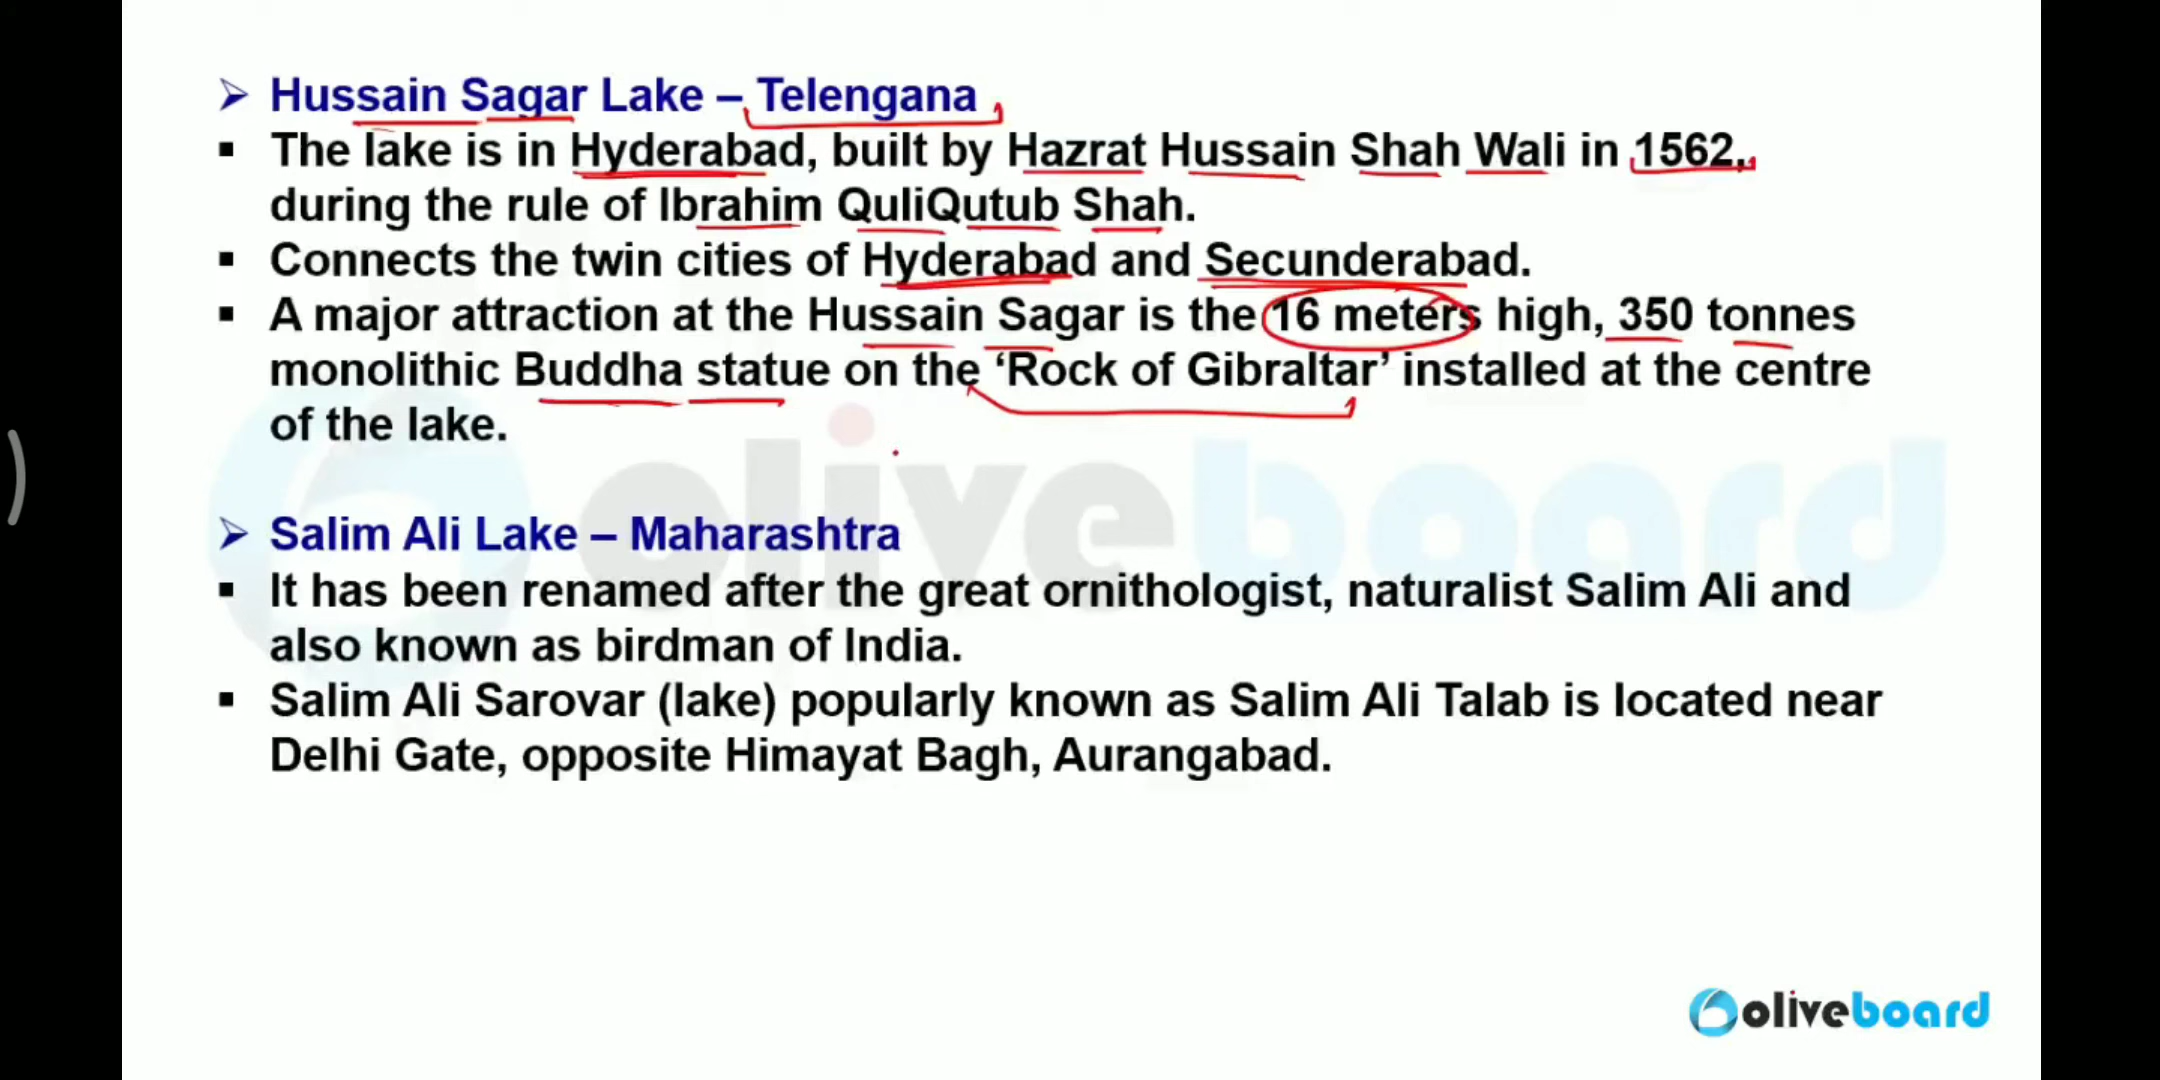 Hussain Sagar Lake – Telengana
The lake is in Hyderabad, built by Hazrat Hussain Shah Wali in 1562,
during the rule of Ibrahim QuliQutub Shah.
Connects the twin cities of Hyderabad and Secunderabad.
A major attraction at the Hussain Sagar is the 16 meters high, 350 tonnes
monolithic Buddha statue on the ‘Rock of Gibraltar’ installed at the centre
of the lake.
oliveboard
Salim Ali Lake – Maharashtra
It has been renamed after the great ornithologist, naturalist Salim Ali and
also known as birdman of India.
Salim Ali Sarovar (lake) popularly known as Salim Ali Talab is located near
Delhi Gate, opposite Himayat Bagh, Aurangabad.
oliveboard